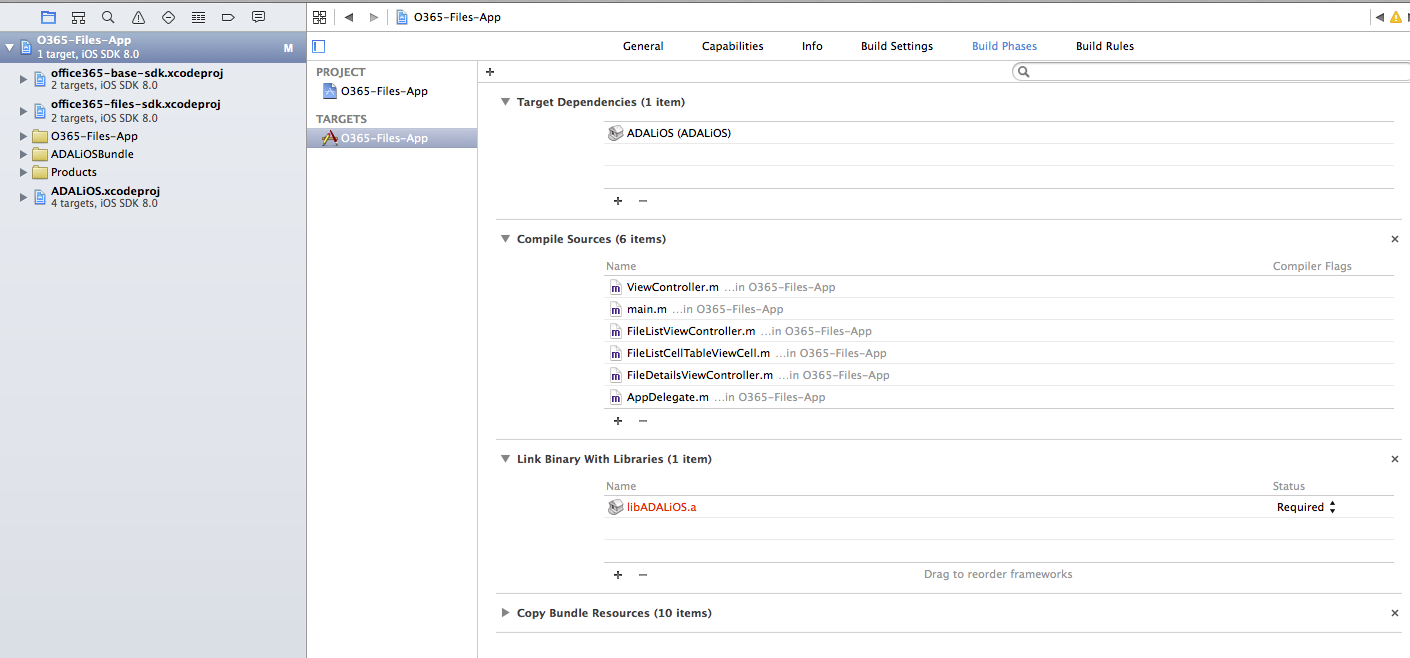 O365-Files-App
1 target, iOS SDK 8.0
M
office365-base-sdk.xcodeproj
2 targets, iOS SDK 8.0
office365-files-sdk.xcodeproj
2 targets, iOS SDK 8.0
O365-Files-App
ADALiOSBundle
Products
ADALiOS.xcodeproj
4 targets, iOS SDK 8.0
O365-Files-App
General Capabilities Info Build Settings Build Phases Build Rules
PROJECT
O365-Files-App
TARGETS
O365-Files-App
Target Dependencies (1 item)
ADALiOS (ADALiOS)
Compile Sources (6 items)
Name Compiler Flags
ViewController.m ...in O365-Files-App
main.m ...in O365-Files-App
FileListViewController.m ...in O365-Files-App
FileListCellTableViewCell.m ...in O365-Files-App
FileDetailsViewController.m ...in O365-Files-App
AppDelegate.m ...in O365-Files-App
Link Binary With Libraries (1 item)
Name Status
libADALiOS.a Required
Drag to reorder frameworks
Copy Bundle Resources (10 items)